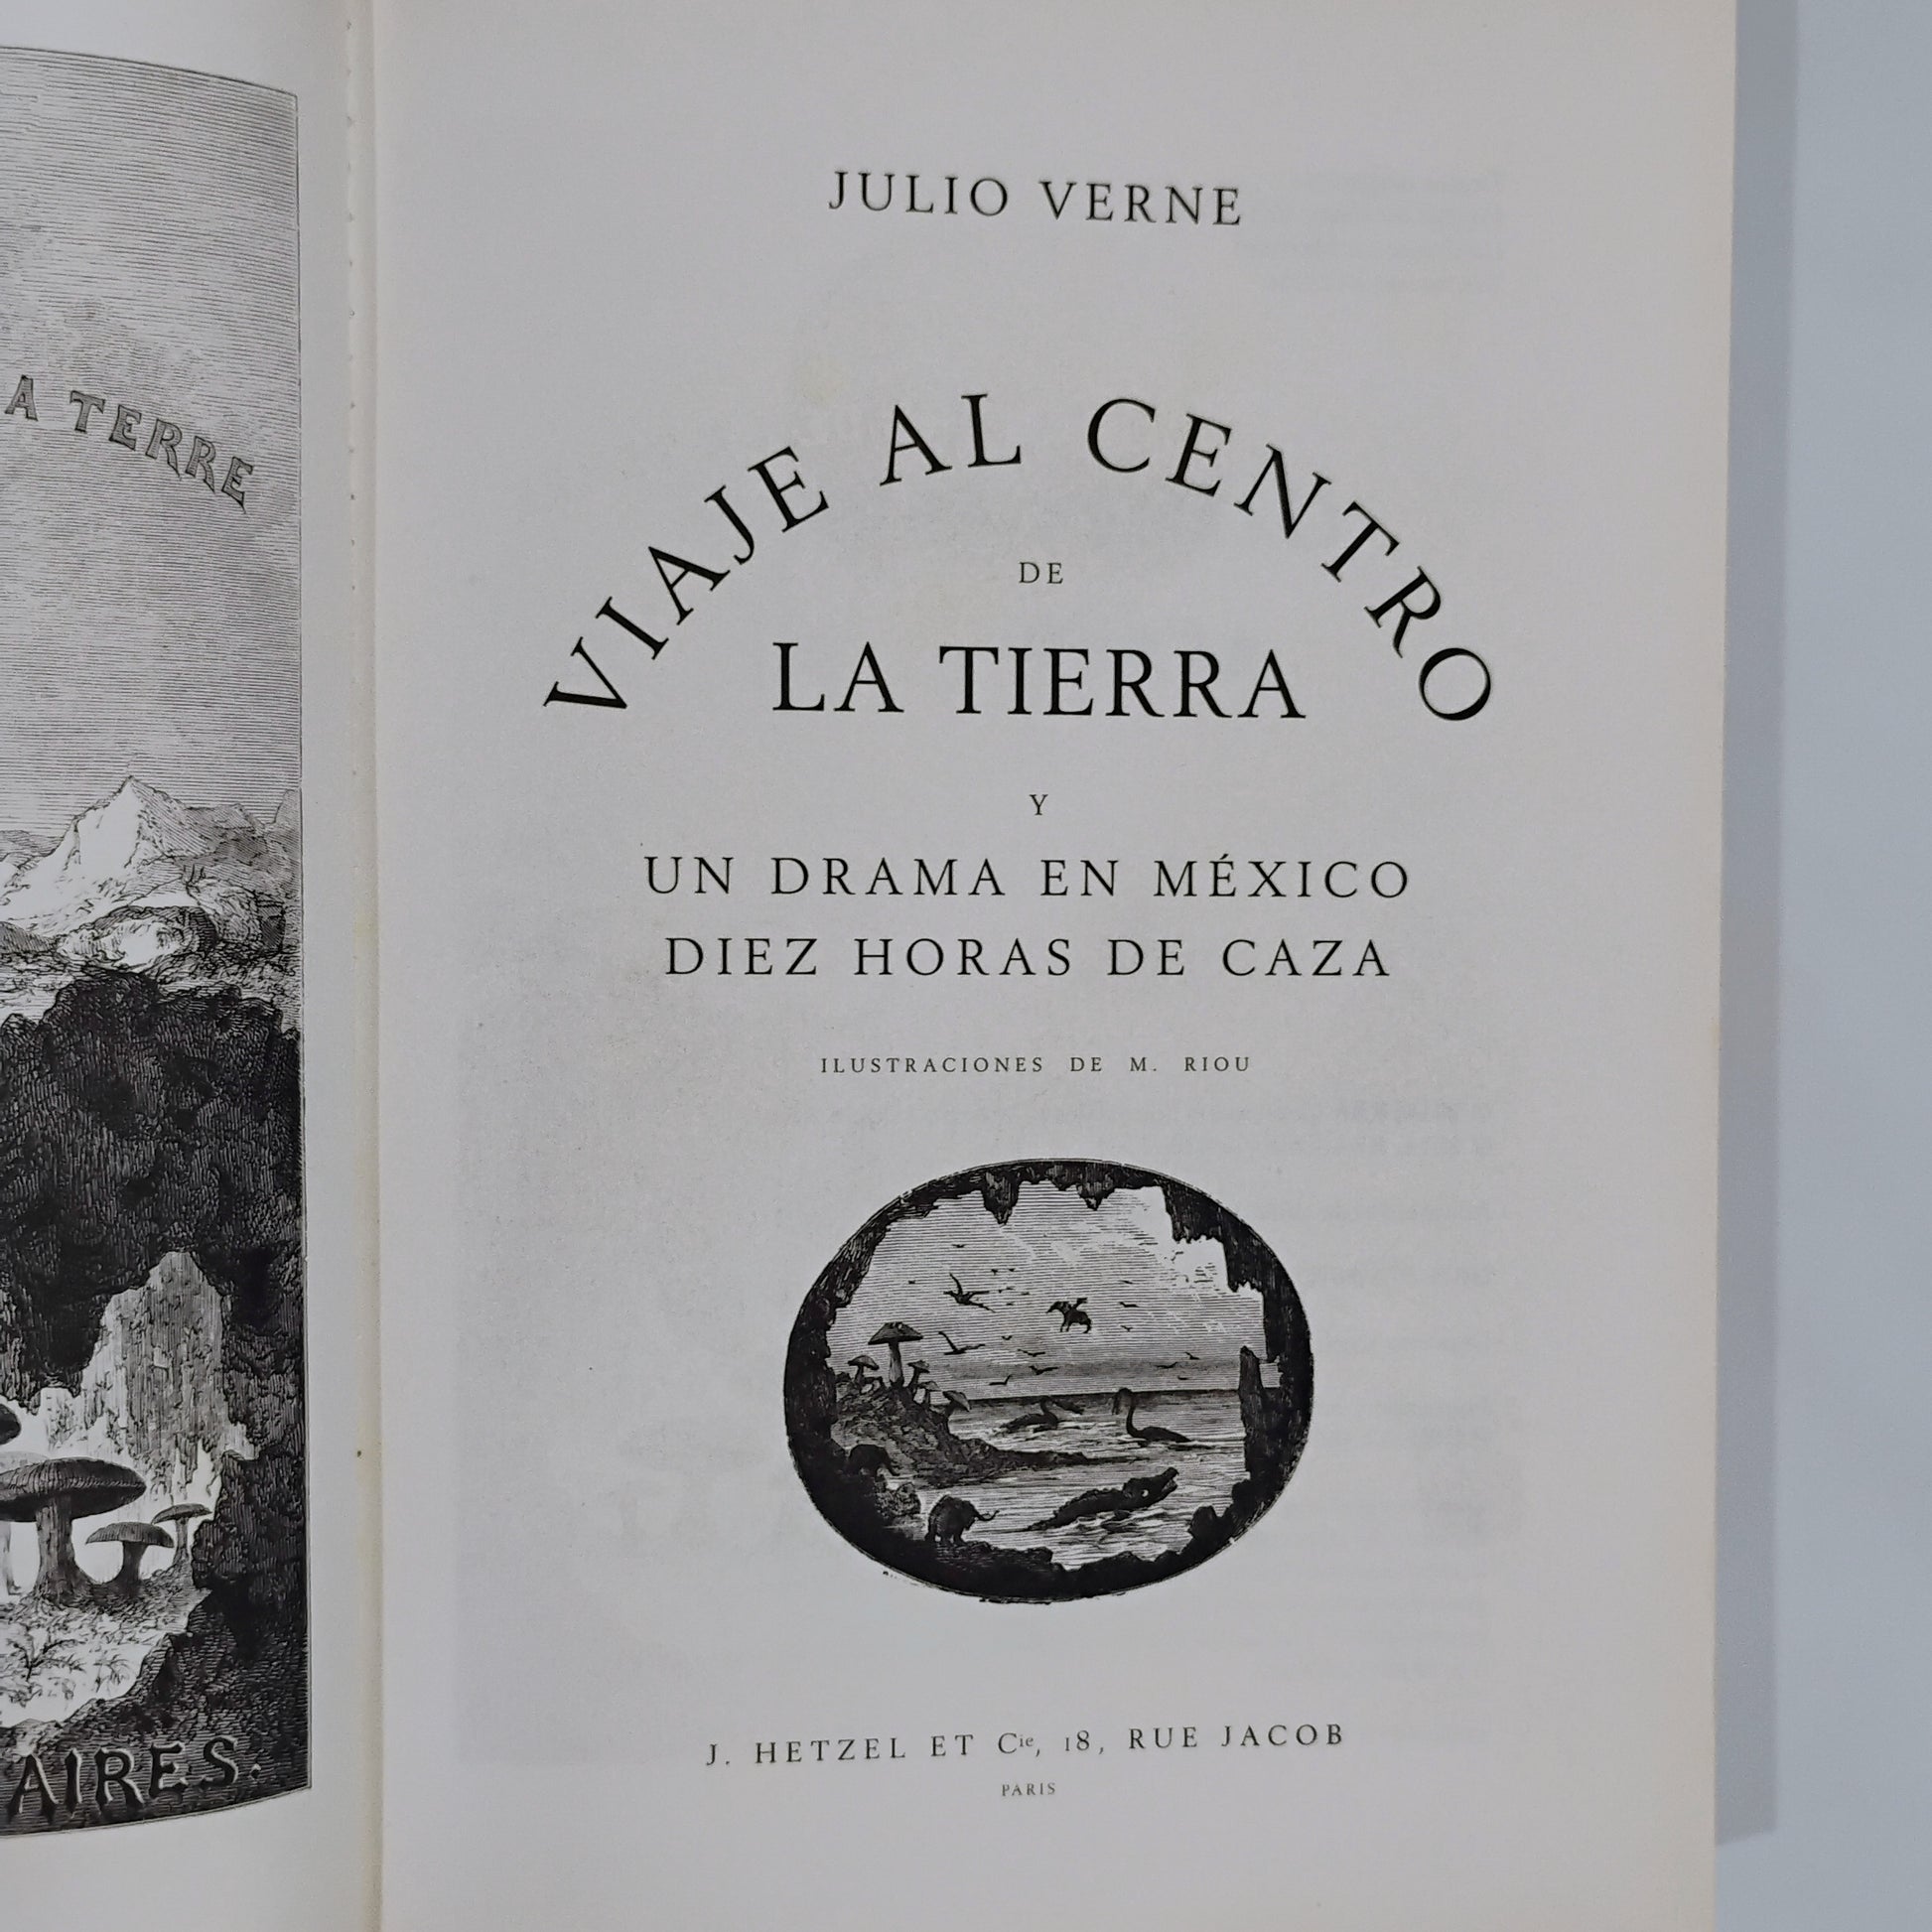 A TERRE
AIRES.
JULIO VERNE
VIAJE AL CENTRO
DE
LA TIERRA
Y
UN DRAMA EN MÉXICO
DIEZ HORAS DE CAZA
ILUSTRACIONES DE M. RIOU
J. HETZEL ET Cie, 18, RUE JACOB
PARIS